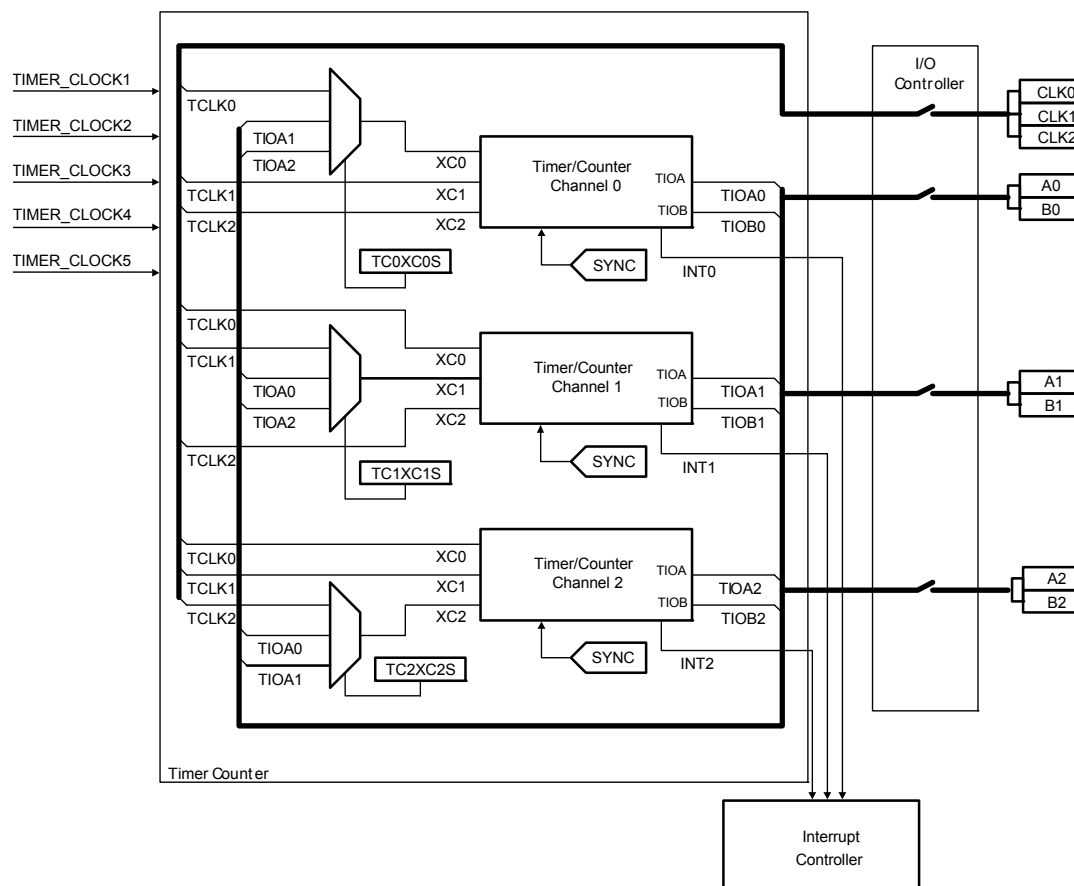 TIMER_CLOCK1
TIMER_CLOCK2
TIMER_CLOCK3
TIMER_CLOCK4
TIMER_CLOCK5
TCLK0
TIOA1
TIOA2
TCLK1
TCLK2
XC0
XC1
XC2
Timer/Counter
Channel 0
TIOA
TIOB
TIOA0
TIOB0
TC0XC0S
SYNC
INT0
TCLK0
TCLK1
TIOA0
TIOA2
TCLK2
XC0
XC1
XC2
Timer/Counter
Channel 1
TIOA
TIOB
TIOA1
TIOB1
TC1XC1S
SYNC
INT1
TCLK0
TCLK1
TCLK2
TIOA0
TIOA1
XC0
XC1
XC2
Timer/Counter
Channel 2
TIOA
TIOB
TIOA2
TIOB2
TC2XC2S
SYNC
INT2
Timer Counter
I/O
Controller
CLK0
CLK1
CLK2
A0
B0
A1
B1
A2
B2
Interrupt
Controller